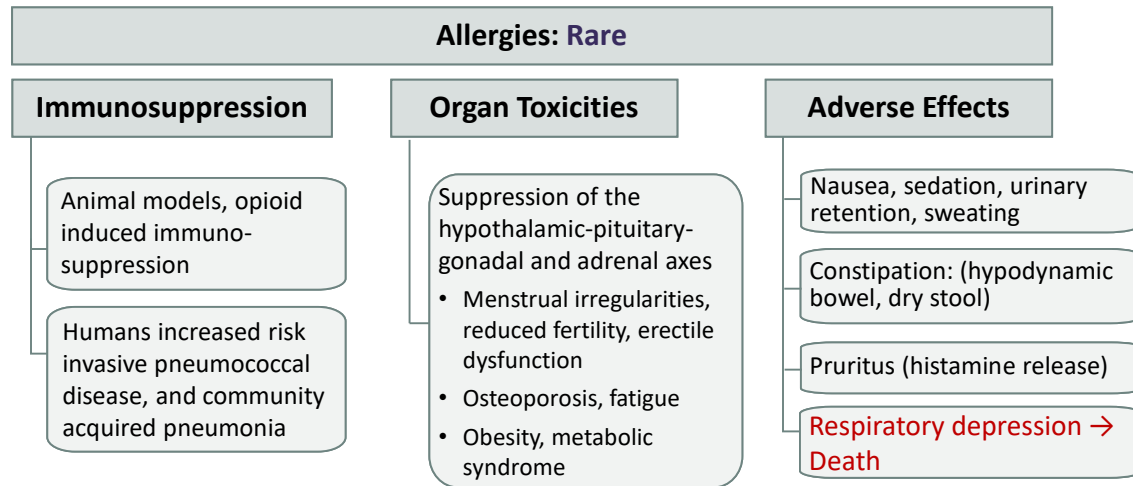 Allergies: Rare
Immunosuppression
Animal models, opioid
induced immuno-
suppression
Humans increased risk
invasive pneumococcal
disease, and community
acquired pneumonia
Organ Toxicities
Suppression of the
hypothalamic-pituitary-
gonadal and adrenal axes
• Menstrual irregularities,
reduced fertility, erectile
dysfunction
• Osteoporosis, fatigue
• Obesity, metabolic
syndrome
Adverse Effects
Nausea, sedation, urinary
retention, sweating
Constipation: (hypodynamic
bowel, dry stool)
Pruritus (histamine release)
Respiratory depression →
Death